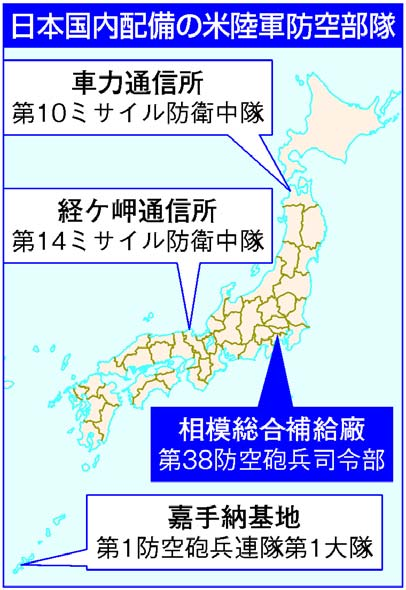 日本国内配備の米陸軍防空部隊
車力通信所
第10ミサイル防衛中隊
経ケ岬通信所
第14ミサイル防衛中隊
相模総合補給廠
第38防空砲兵司令部
嘉手納基地
第1防空砲兵連隊第1大隊